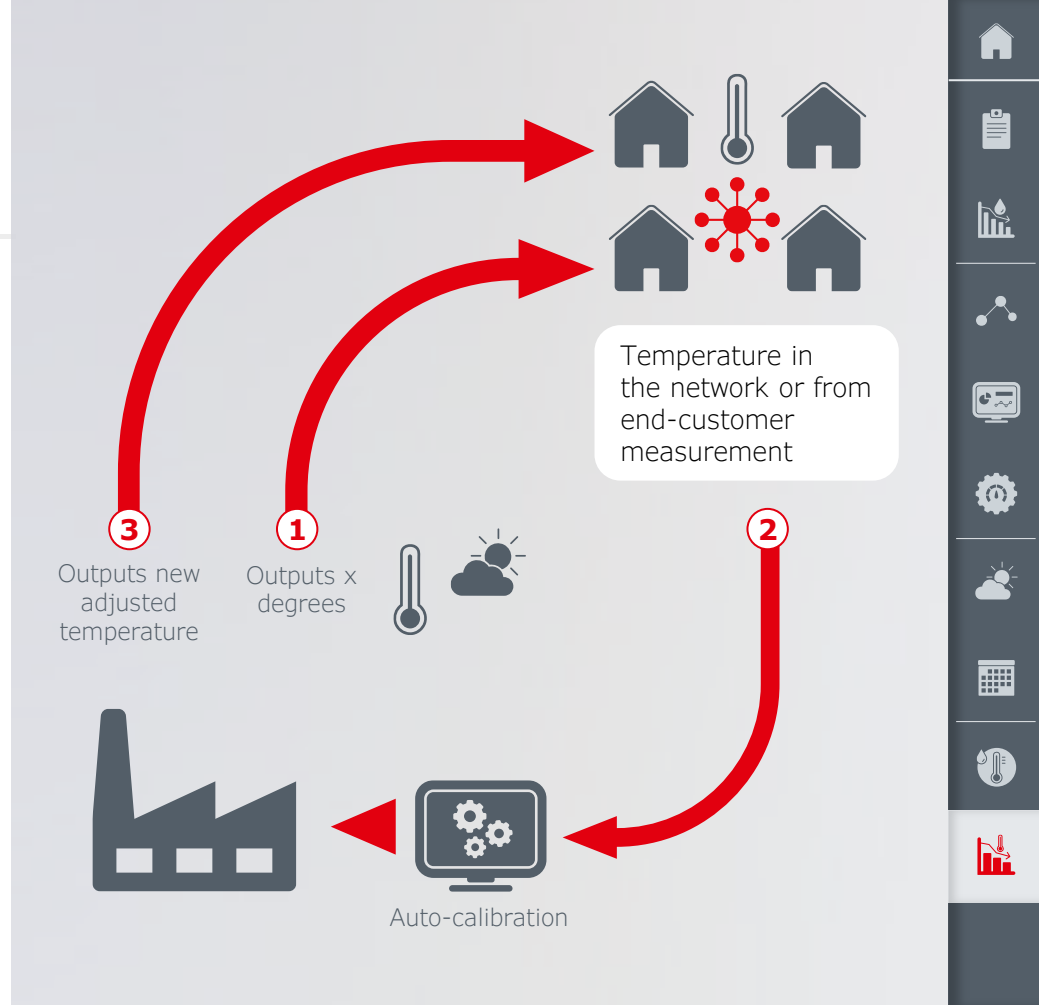 Temperature in
the network or from
end-customer
measurement
3
1
2
Outputs new
adjusted
temperature
Outputs x
degrees
Auto-calibration